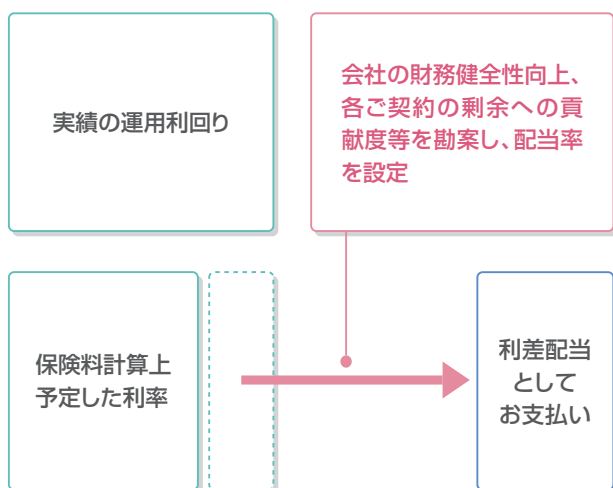 実績の運用利回り
会社の財務健全性向上、
各ご契約の剰余への貢
献度等を勘案し、配当率
を設定
保険料計算上
予定した利率
利差配当
として
お支払い